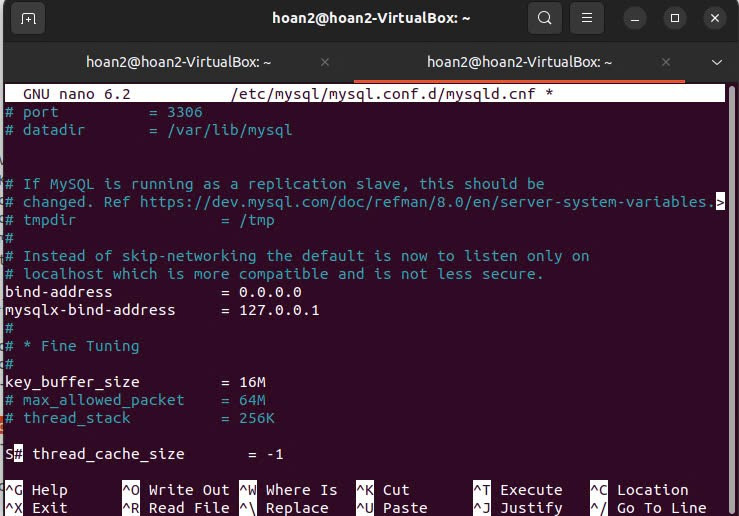 hoan2@hoan2-VirtualBox: ~
hoan2@hoan2-VirtualBox: ~
hoan2@hoan2-VirtualBox: ~
GNU nano 6.2 /etc/mysql/mysql.conf.d/mysqld.cnf *
# port = 3306
# datadir = /var/lib/mysql
# If MySQL is running as a replication slave, this should be
# changed. Ref https://dev.mysql.com/doc/refman/8.0/en/server-system-variables.>
# tmpdir = /tmp
#
# Instead of skip-networking the default is now to listen only on
# localhost which is more compatible and is not less secure.
bind-address = 0.0.0.0
mysqlx-bind-address = 127.0.0.1
#
# * Fine Tuning
#
key_buffer_size = 16M
# max_allowed_packet = 64M
# thread_stack = 256K
S# thread_cache_size = -1
^G Help ^O Write Out ^W Where Is ^K Cut ^T Execute ^C Location
^X Exit ^R Read File ^\ Replace ^U Paste ^J Justify ^/ Go To Line